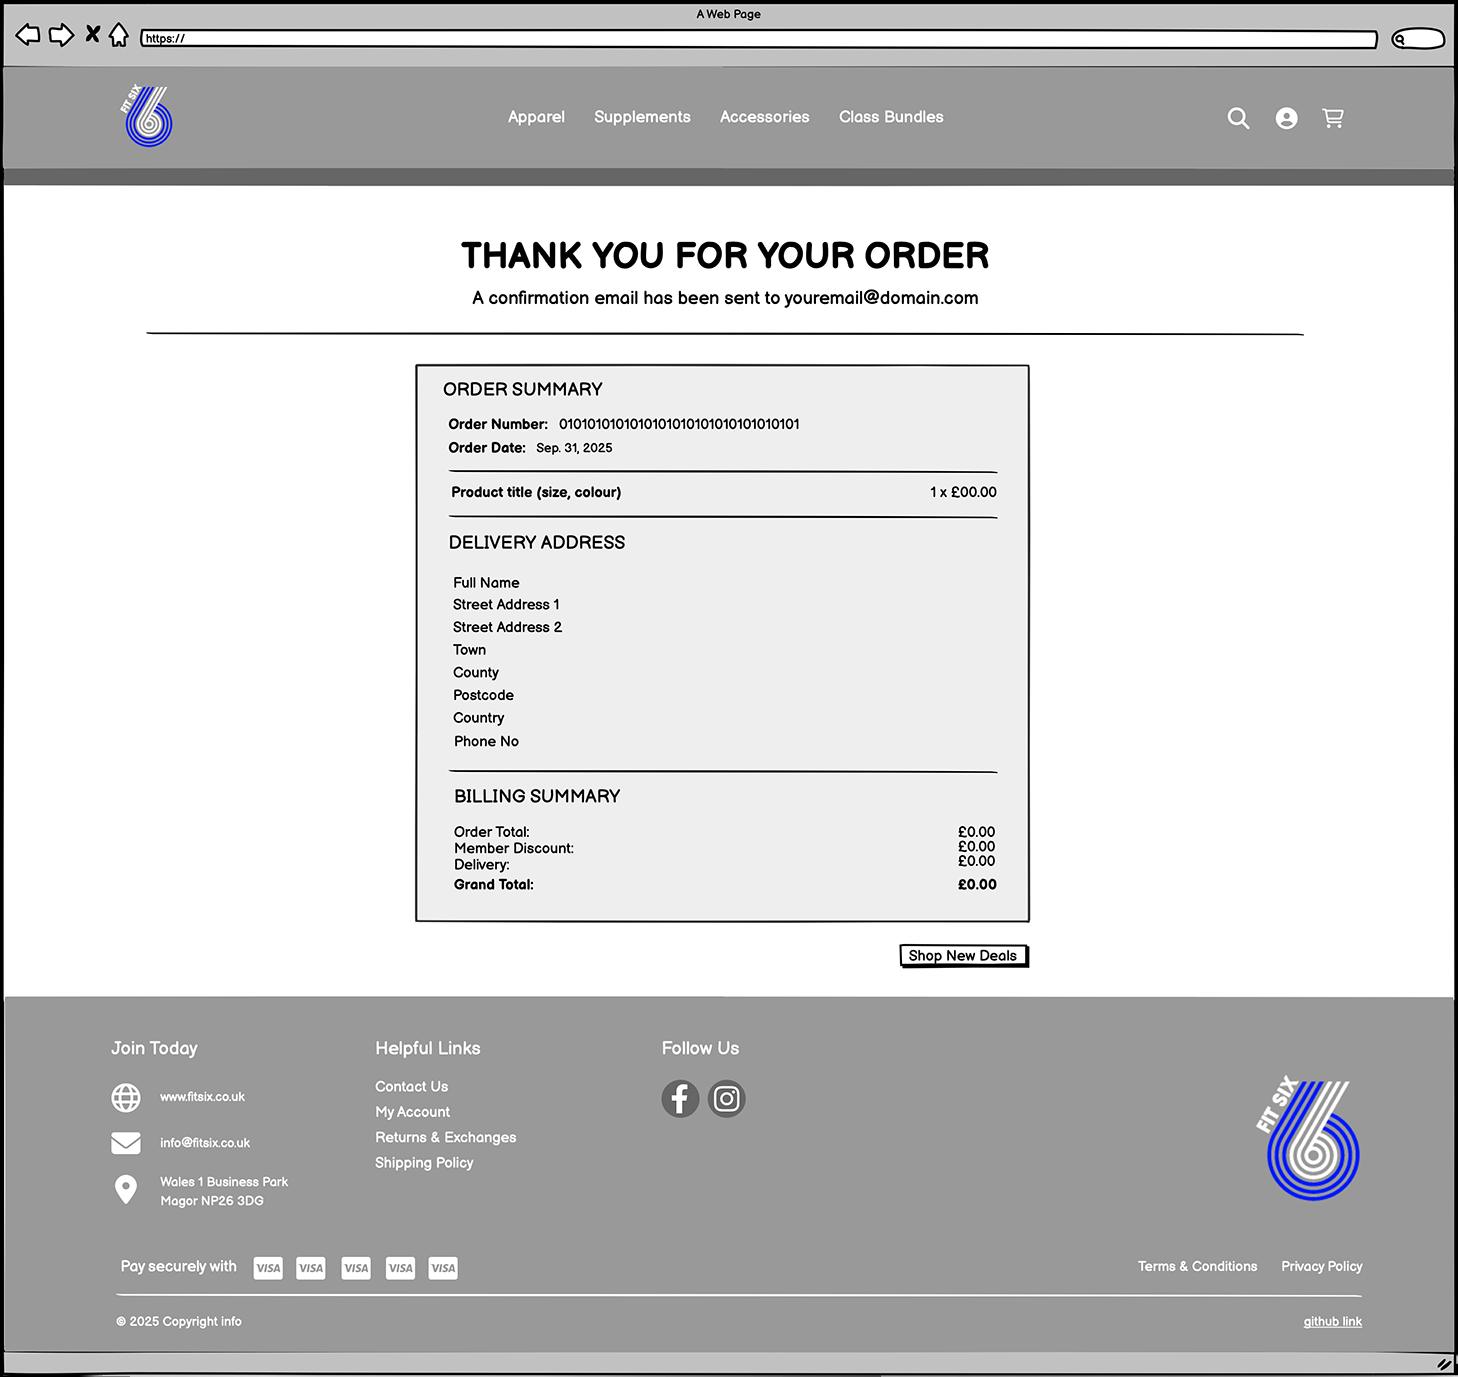 A Web Page
https://
FIT SIX
Apparel Supplements Accessories Class Bundles
THANK YOU FOR YOUR ORDER
A confirmation email has been sent to youremail@domain.com
ORDER SUMMARY
Order Number: 0101010101010101010101010101010101
Order Date: Sep. 31, 2025
Product title (size, colour) 1 x £00.00
DELIVERY ADDRESS
Full Name
Street Address 1
Street Address 2
Town
County
Postcode
Country
Phone No
BILLING SUMMARY
Order Total: £0.00
Member Discount: £0.00
Delivery: £0.00
Grand Total: £0.00
Shop New Deals
Join Today
www.fitsix.co.uk
info@fitsix.co.uk
Wales 1 Business Park
Magor NP26 3DG
Helpful Links
Contact Us
My Account
Returns & Exchanges
Shipping Policy
Follow Us
FIT SIX
Pay securely with VISA VISA VISA VISA VISA
Terms & Conditions Privacy Policy
© 2025 Copyright info
github link